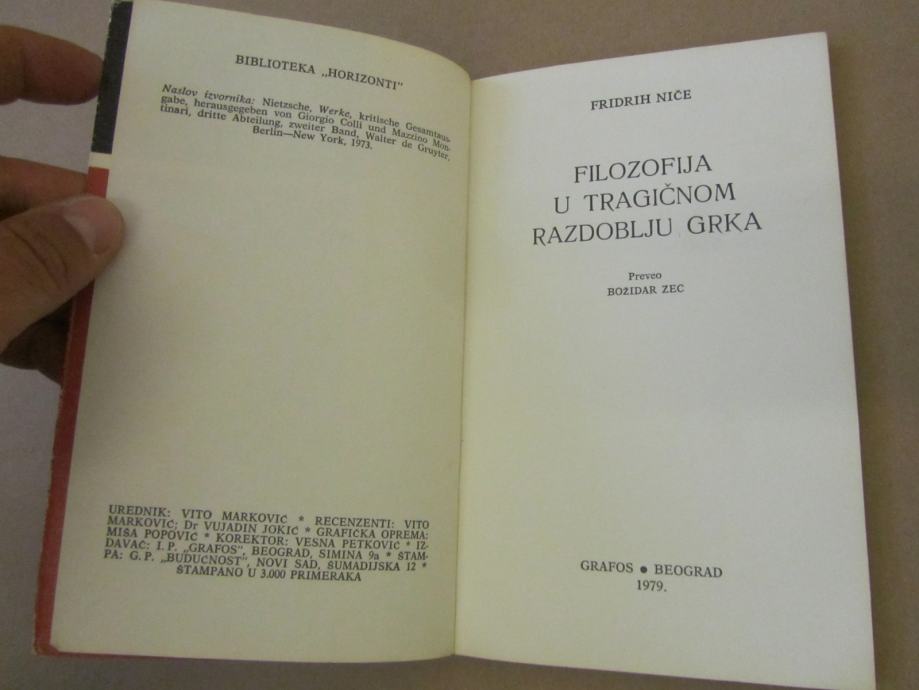 BIBLIOTEKA „HORIZONTI"
Naslov izvornika: Nietzsche, Werke, kritische Gesamtaus-
gabe, herausgegeben von Giorgio Colli und Mazzino Mon-
tinari, dritte Abteilung, zweiter Band, Walter de Gruyter,
Berlin—New York, 1973.
UREDNIK: VITO MARKOVIĆ * RECENZENTI: VITO
MARKOVIĆ; Dr VUJADIN JOKIĆ * GRAFIČKA OPREMA:
MIŠA POPOVIĆ * KOREKTOR: VESNA PETKOVIĆ * IZ-
DAVAČ: I. P. „GRAFOS", BEOGRAD, SIMINA 9a * ŠTAM-
PA: G. P. „BUDUĆNOST", NOVI SAD, ŠUMADIJSKA 12 *
ŠTAMPANO U 3.000 PRIMERAKA
FRIDRIH NIČE
FILOZOFIJA
U TRAGIČNOM
RAZDOBLJU GRKA
Preveo
BOŽIDAR ZEC
GRAFOS ● BEOGRAD
1979.